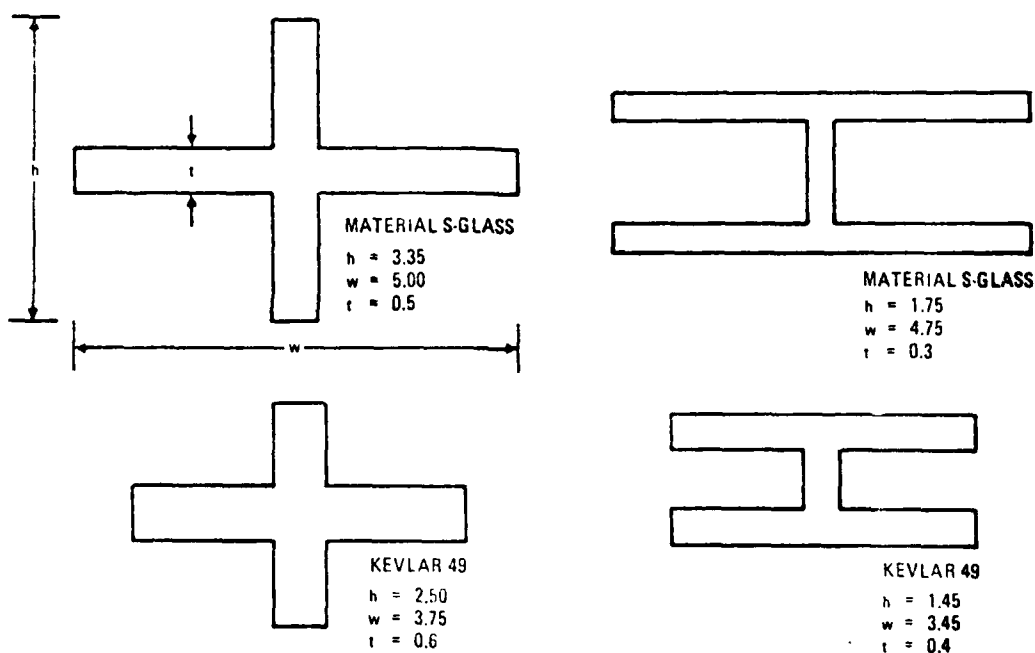 h
t
MATERIAL S-GLASS
h = 3.35
w = 5.00
t = 0.5
w
MATERIAL S-GLASS
h = 1.75
w = 4.75
t = 0.3
KEVLAR 49
h = 2.50
w = 3.75
t = 0.6
KEVLAR 49
h = 1.45
w = 3.45
t = 0.4